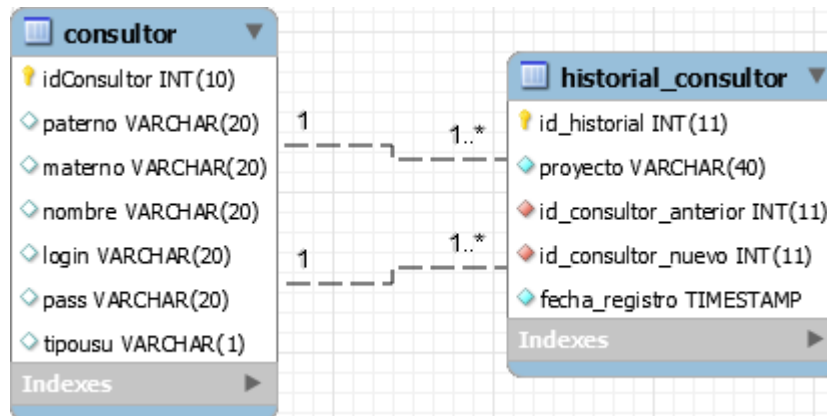 consultor
idConsultor INT(10)
paterno VARCHAR(20)
materno VARCHAR(20)
nombre VARCHAR(20)
login VARCHAR(20)
pass VARCHAR(20)
tipousu VARCHAR(1)
Indexes
1
1..*
1
1..*
historial_consultor
id_historial INT(11)
proyecto VARCHAR(40)
id_consultor_anterior INT(11)
id_consultor_nuevo INT(11)
fecha_registro TIMESTAMP
Indexes